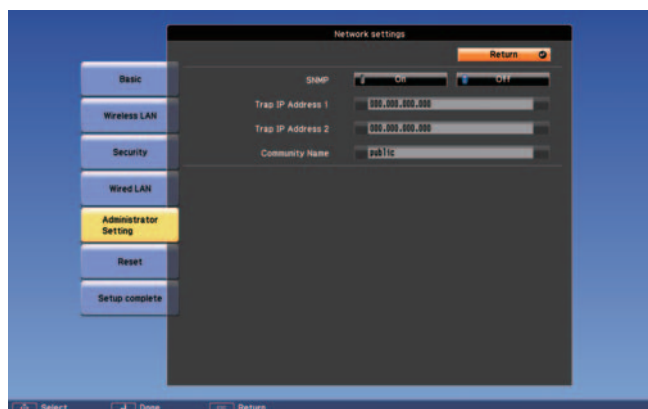 Network settings
Return
Basic
SNMP On Off
Wireless LAN
Trap IP Address 1 000.000.000.000
Trap IP Address 2 000.000.000.000
Security
Community Name public
Wired LAN
Administrator
Setting
Reset
Setup complete
Select Done Return